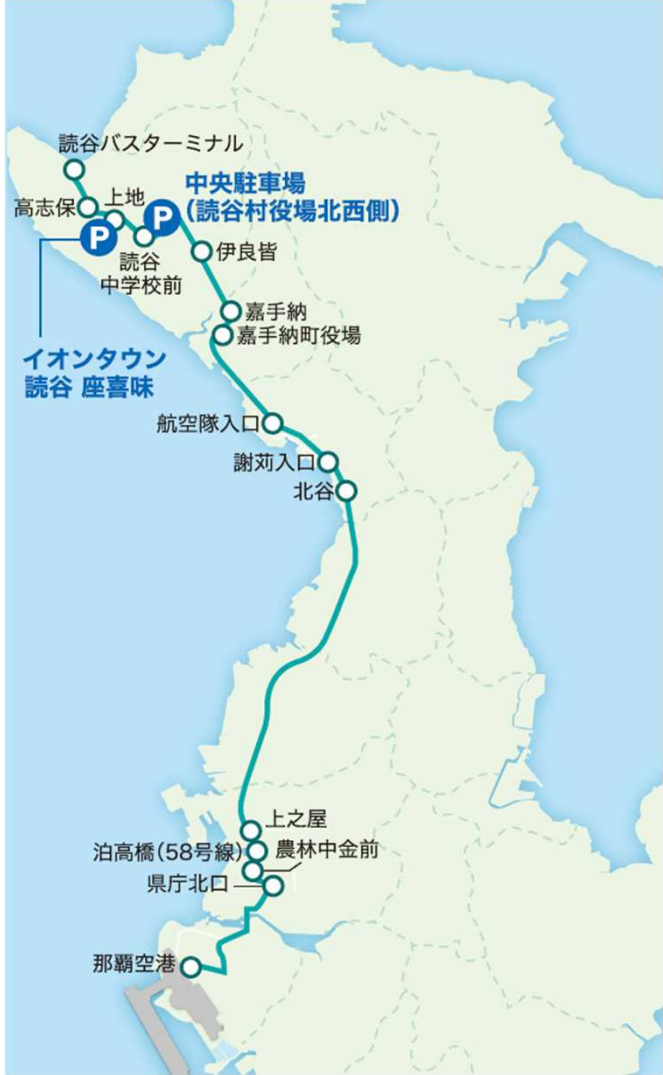 読谷バスターミナル
中央駐車場
（読谷村役場北西側）
上地
高志保
P
P
読谷
中学校前
伊良皆
嘉手納
嘉手納町役場
イオンタウン
読谷 座喜味
航空隊入口
謝苅入口
北谷
上之屋
泊高橋（58号線）
農林中金前
県庁北口
那覇空港